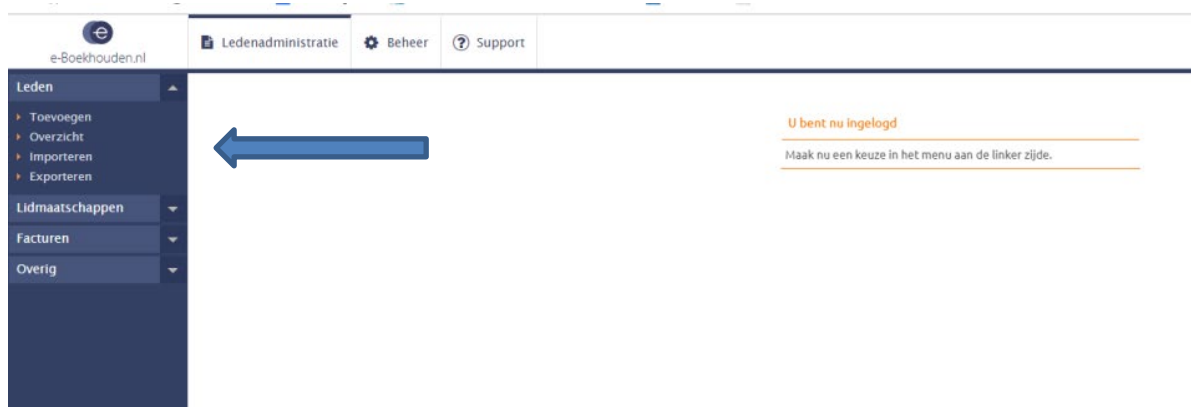 e-Boekhouden.nl
Ledenadministratie
Beheer
Support
Leden
Toevoegen
Overzicht
Importeren
Exporteren
Lidmaatschappen
Facturen
Overig
U bent nu ingelogd
Maak nu een keuze in het menu aan de linker zijde.